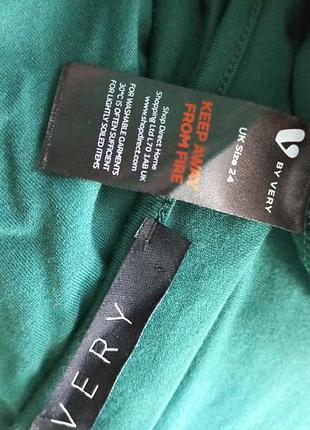 V BY VERY
UK Size 24
KEEP AWAY
FROM FIRE
Shop Direct Home
Shopping Ltd L70 1AB UK
www.shopdirect.com
FOR WASHABLE GARMENTS
30°C IS OFTEN SUFFICIENT
FOR LIGHTLY SOILED ITEMS
VERY